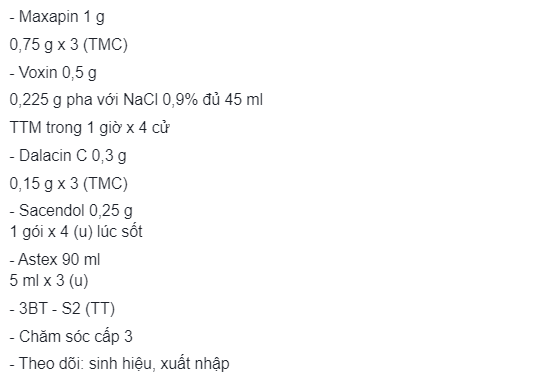 - Maxapin 1 g
0,75 g x 3 (TMC)
- Voxin 0,5 g
0,225 g pha với NaCl 0,9% đủ 45 ml
TTM trong 1 giờ x 4 cử
- Dalacin C 0,3 g
0,15 g x 3 (TMC)
- Sacendol 0,25 g
1 gói x 4 (u) lúc sốt
- Astex 90 ml
5 ml x 3 (u)
- 3BT - S2 (TT)
- Chăm sóc cấp 3
- Theo dõi: sinh hiệu, xuất nhập